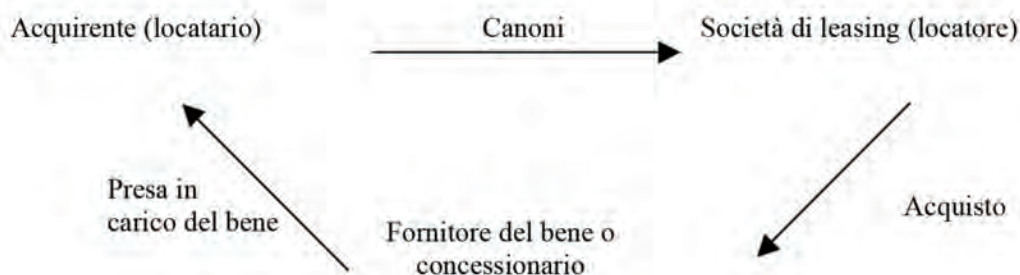 Acquirente (locatario)
Canoni
Società di leasing (locatore)
Presa in
carico del bene
Acquisto
Fornitore del bene o
concessionario